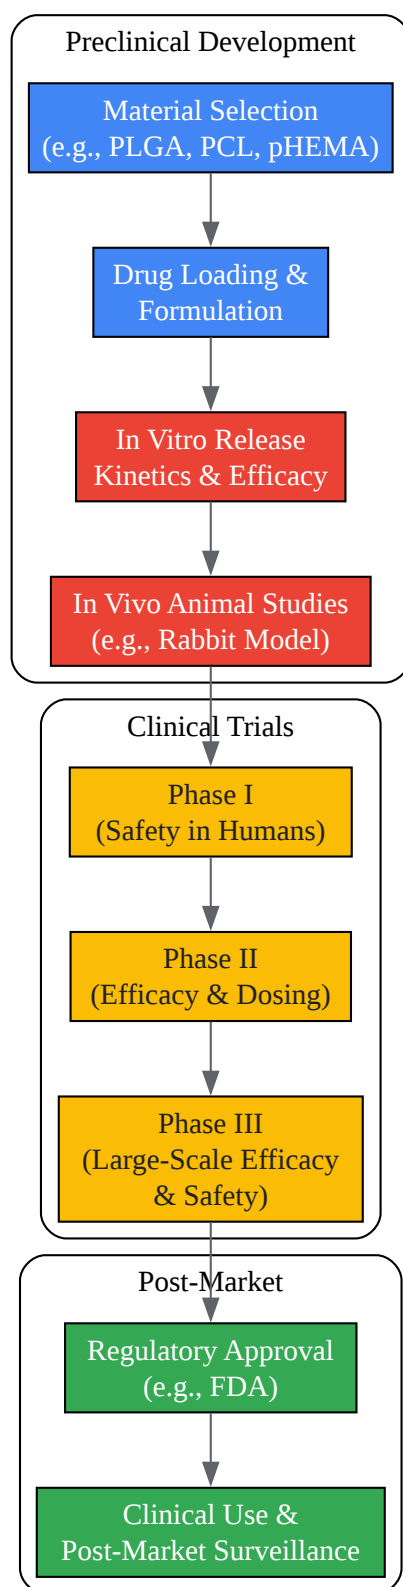 Preclinical Development
Material Selection
(e.g., PLGA, PCL, pHEMA)
Drug Loading &
Formulation
In Vitro Release
Kinetics & Efficacy
In Vivo Animal Studies
(e.g., Rabbit Model)
Clinical Trials
Phase I
(Safety in Humans)
Phase II
(Efficacy & Dosing)
Phase III
(Large-Scale Efficacy
& Safety)
Post-Market
Regulatory Approval
(e.g., FDA)
Clinical Use &
Post-Market Surveillance